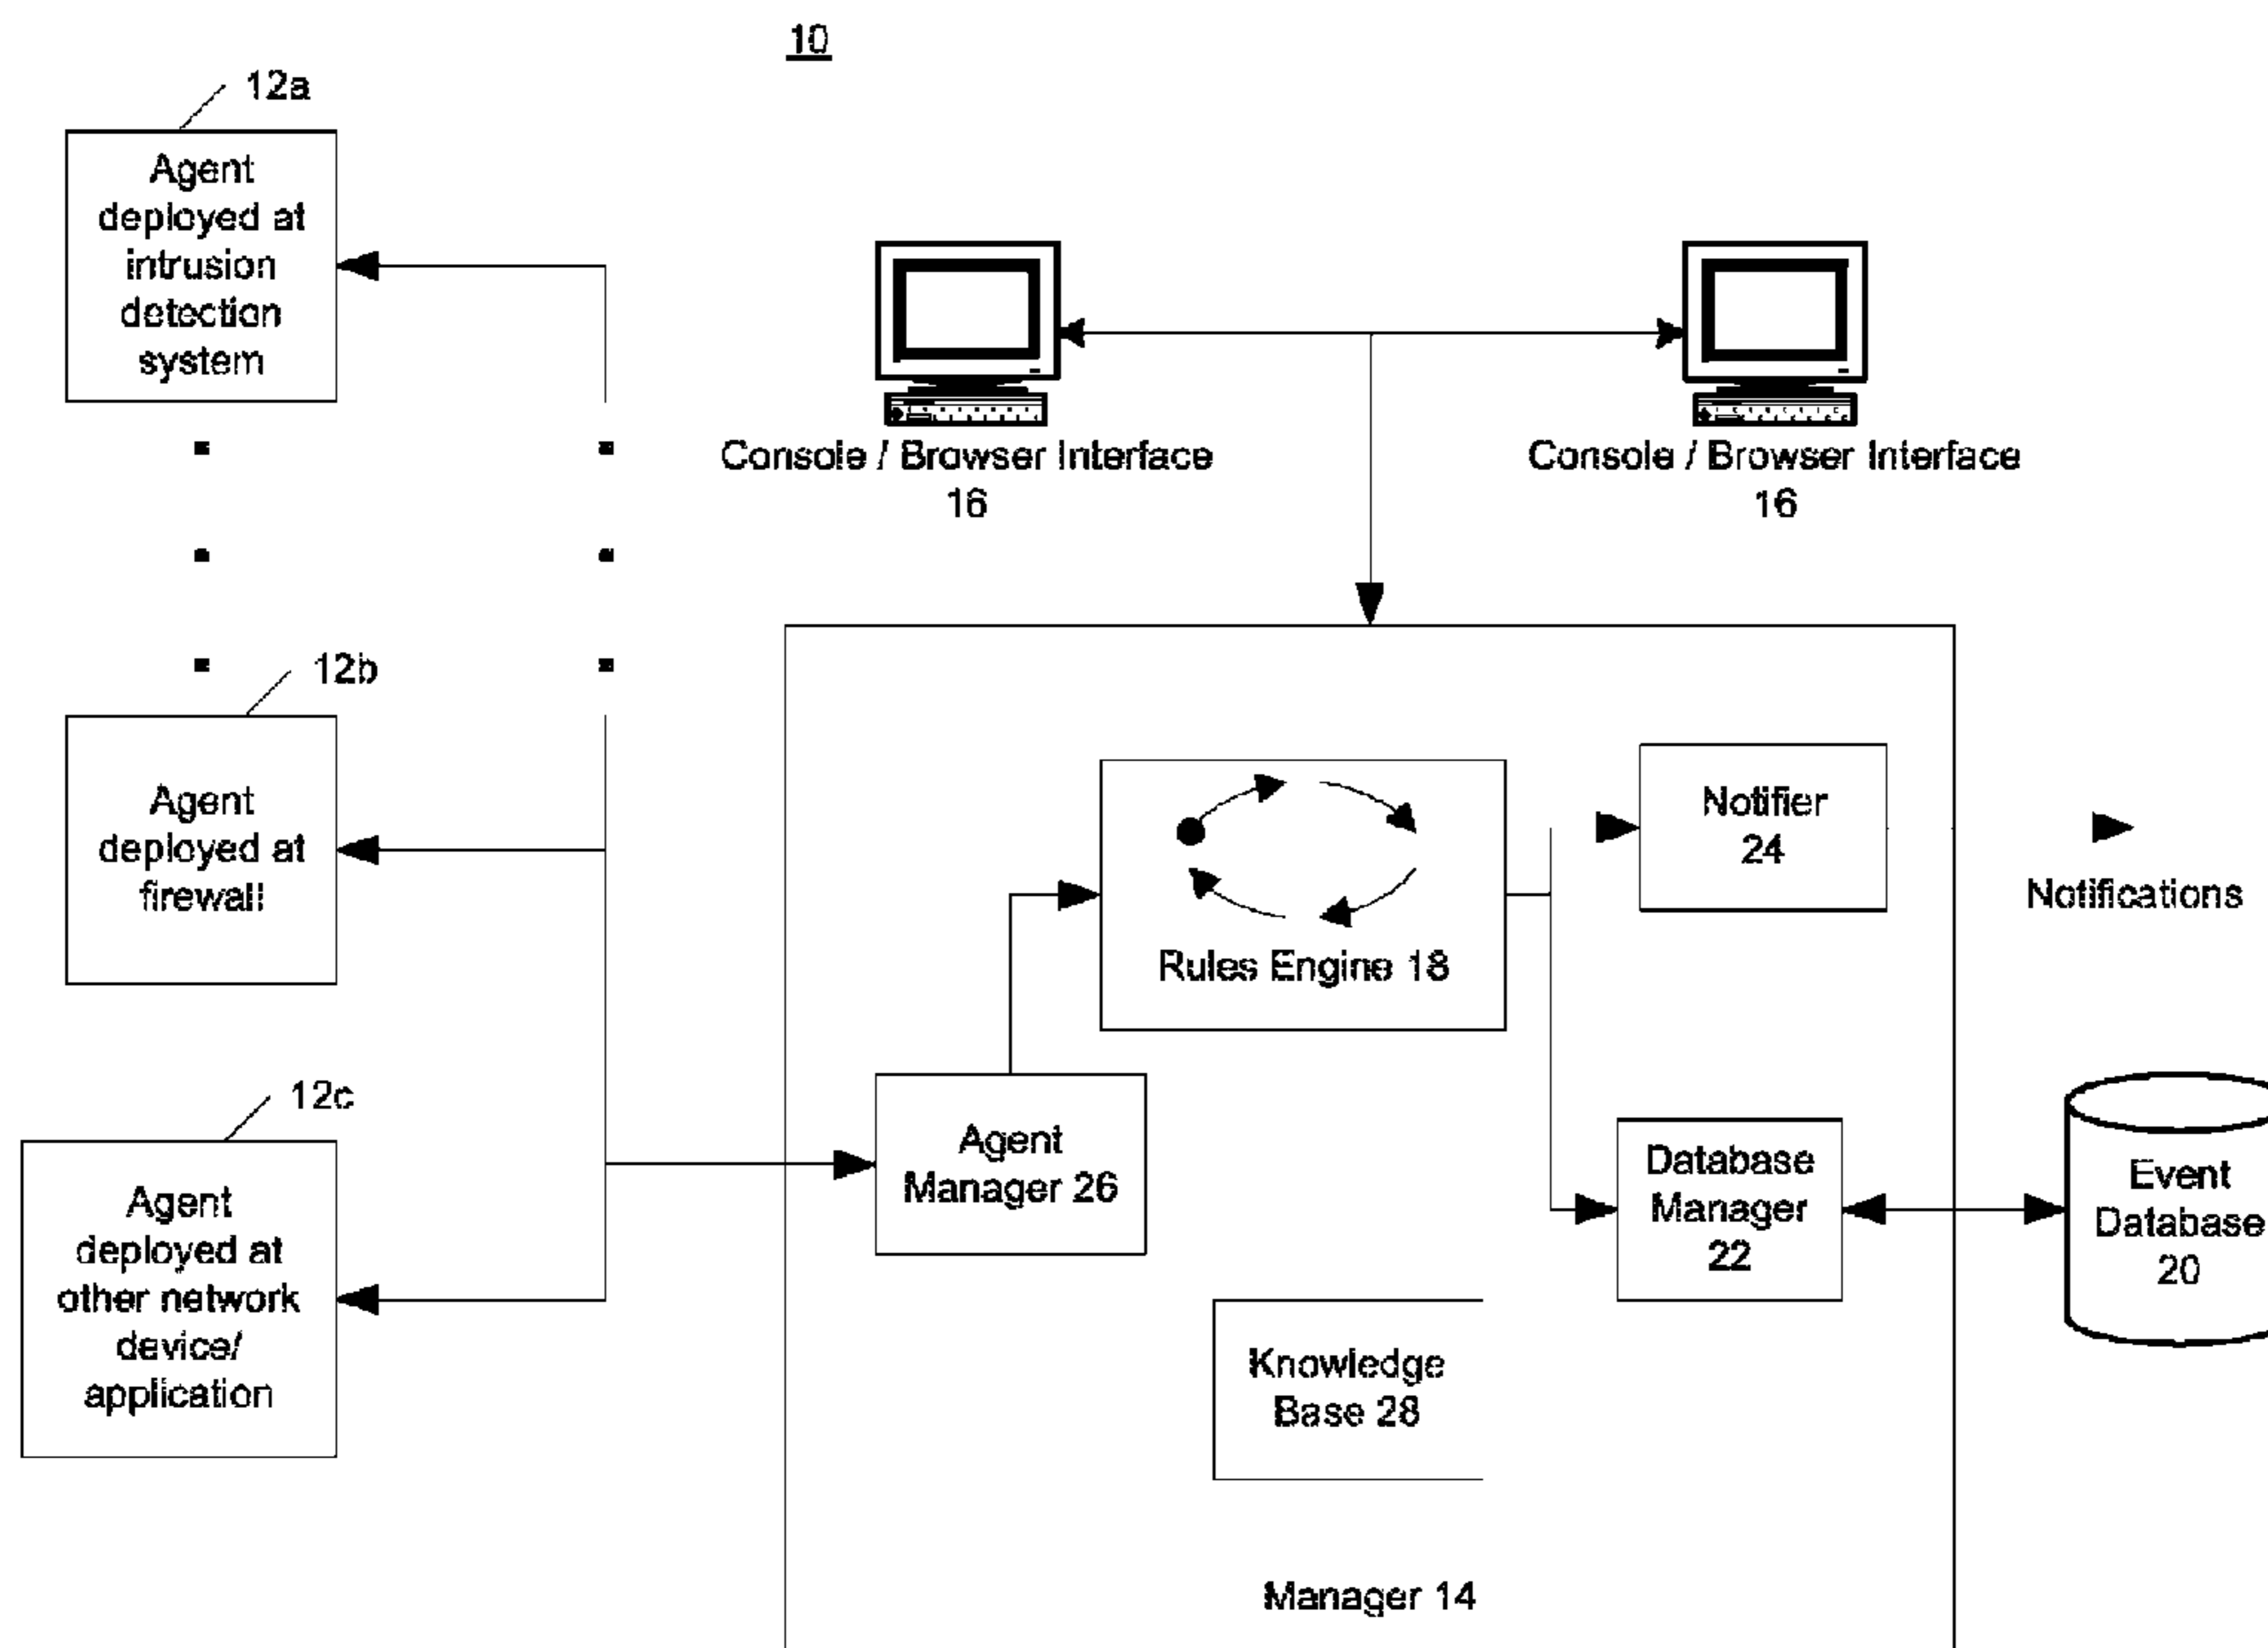 10
12a
Agent
deployed at
intrusion
detection
system
Console / Browser Interface
16
Console / Browser Interface
16
12b
Agent
deployed at
firewall
Rules Engine 18
Notifier
24
Notifications
12c
Agent
deployed at
other network
device/
application
Agent
Manager 26
Database
Manager
22
Event
Database
20
Knowledge
Base 28
Manager 14